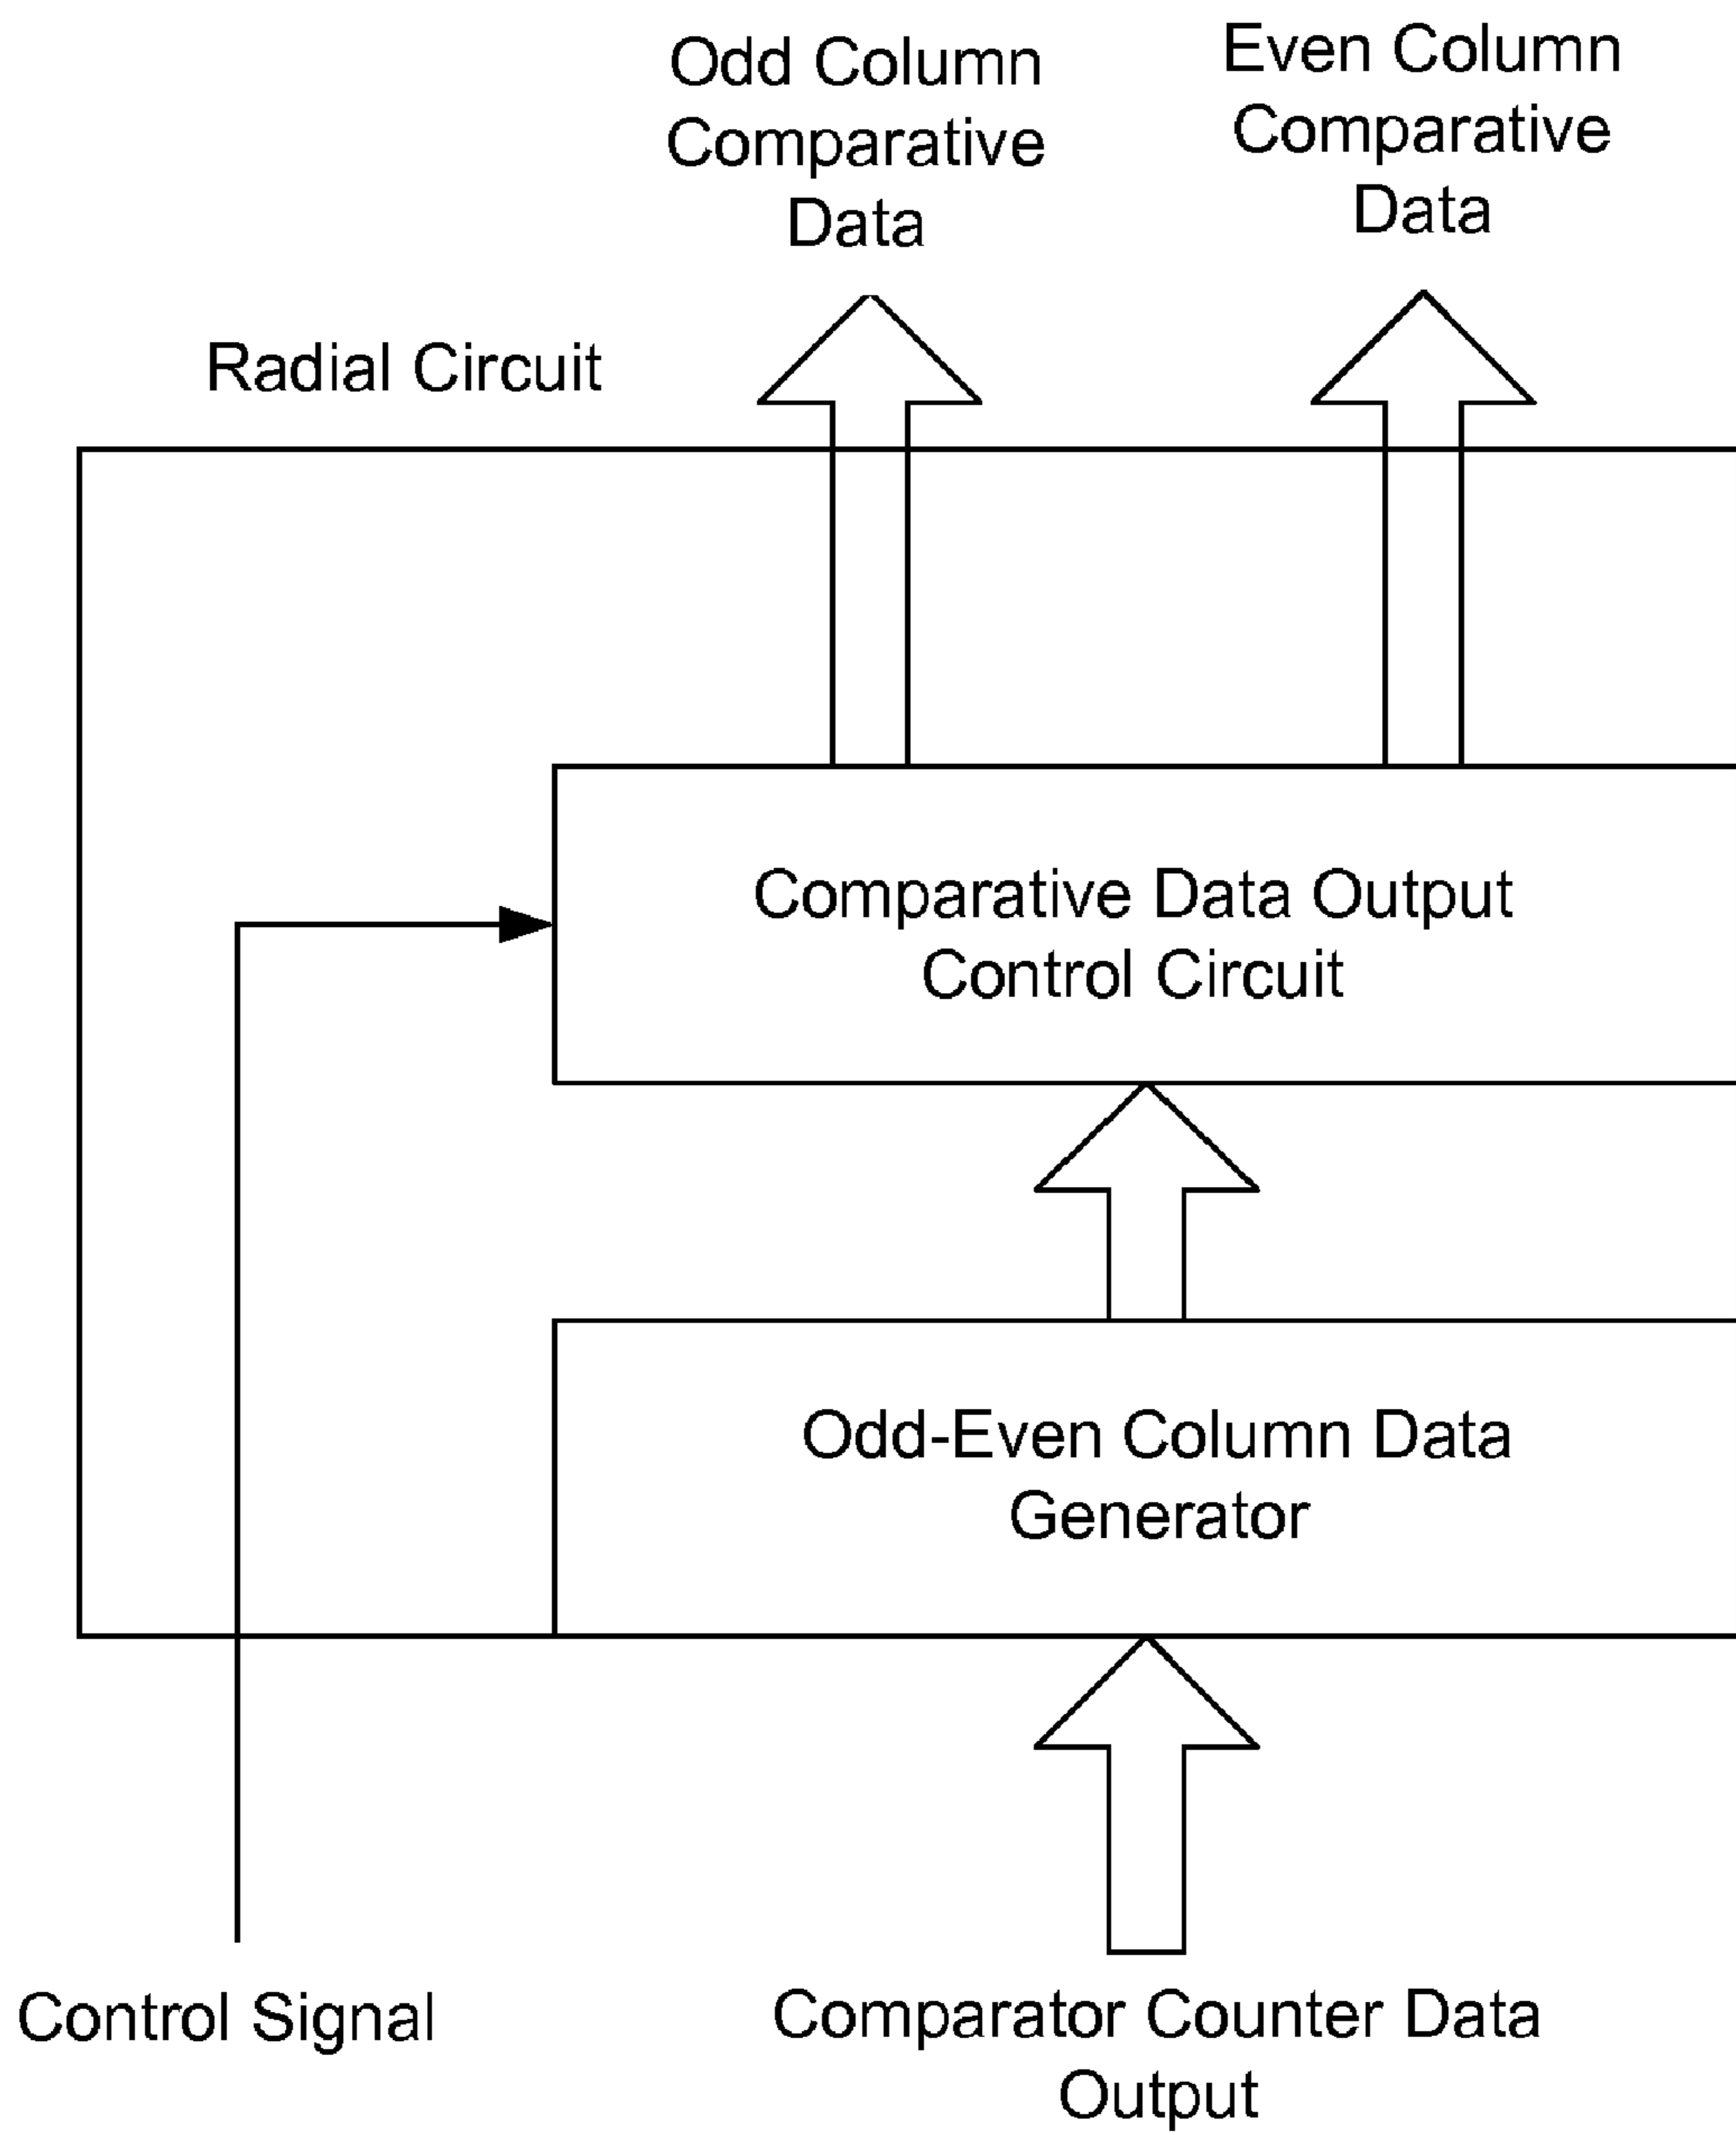 Odd Column
Comparative
Data
Even Column
Comparative
Data
Radial Circuit
Comparative Data Output
Control Circuit
Odd-Even Column Data
Generator
Control Signal
Comparator Counter Data
Output